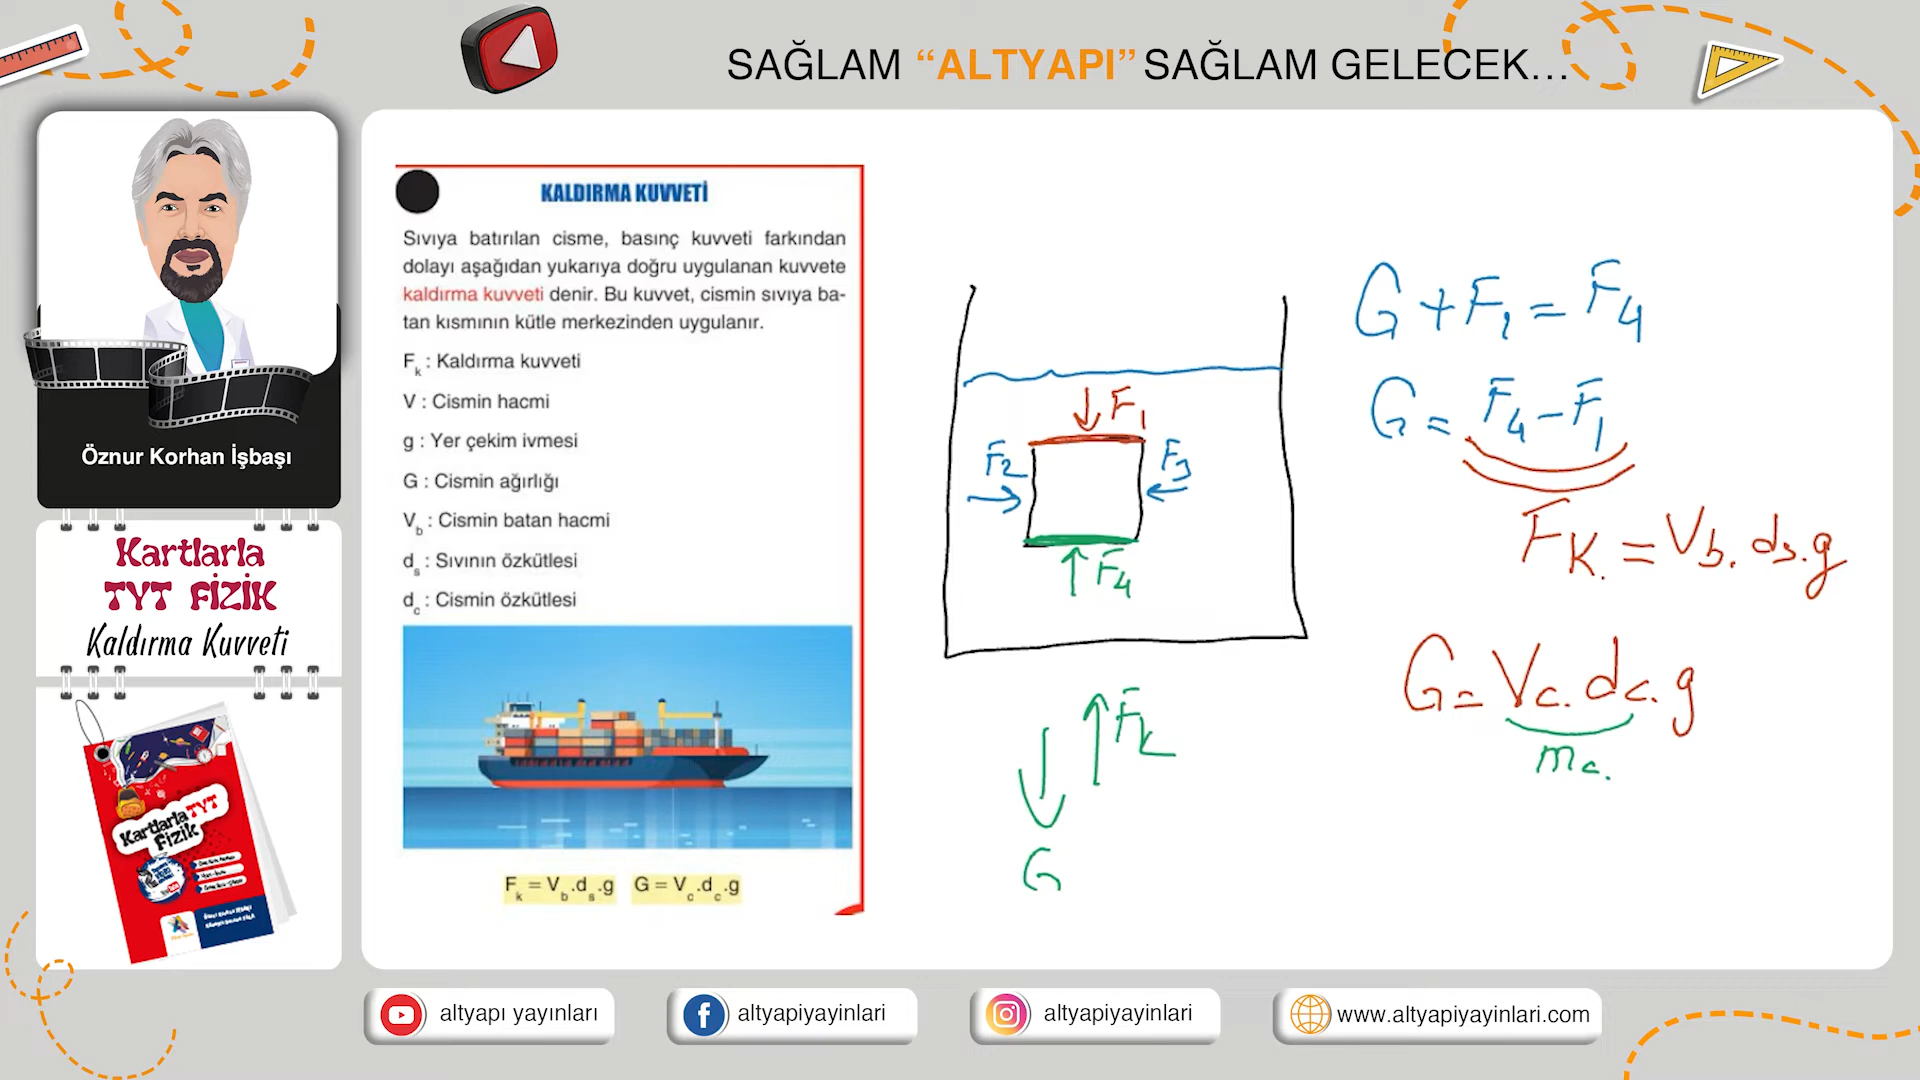 SAĞLAM “ALTYAPI” SAĞLAM GELECEK...
Öznur Korhan İşbaşı
Kartlarla
TYT FİZİK
Kaldırma Kuvveti
Kartlarla TYT
Fizik
KALDIRMA KUVVETİ
Sıvıya batırılan cisme, basınç kuvveti farkından
dolayı aşağıdan yukarıya doğru uygulanan kuvvete
kaldırma kuvveti denir. Bu kuvvet, cismin sıvıya ba-
tan kısmının kütle merkezinden uygulanır.
Fk : Kaldırma kuvveti
V : Cismin hacmi
g : Yer çekim ivmesi
G : Cismin ağırlığı
Vb : Cismin batan hacmi
ds : Sıvının özkütlesi
dc : Cismin özkütlesi
Fk = Vb.ds.g G = Vc.dc.g
F1
F2 F3
F4
Fk
G
G + F1 = F4
G = F4 - F1
FK. = Vb. ds. g
G = Vc. dc. g
mc.
altyapı yayınları
altyapiyayinlari
altyapiyayinlari
www.altyapiyayinlari.com